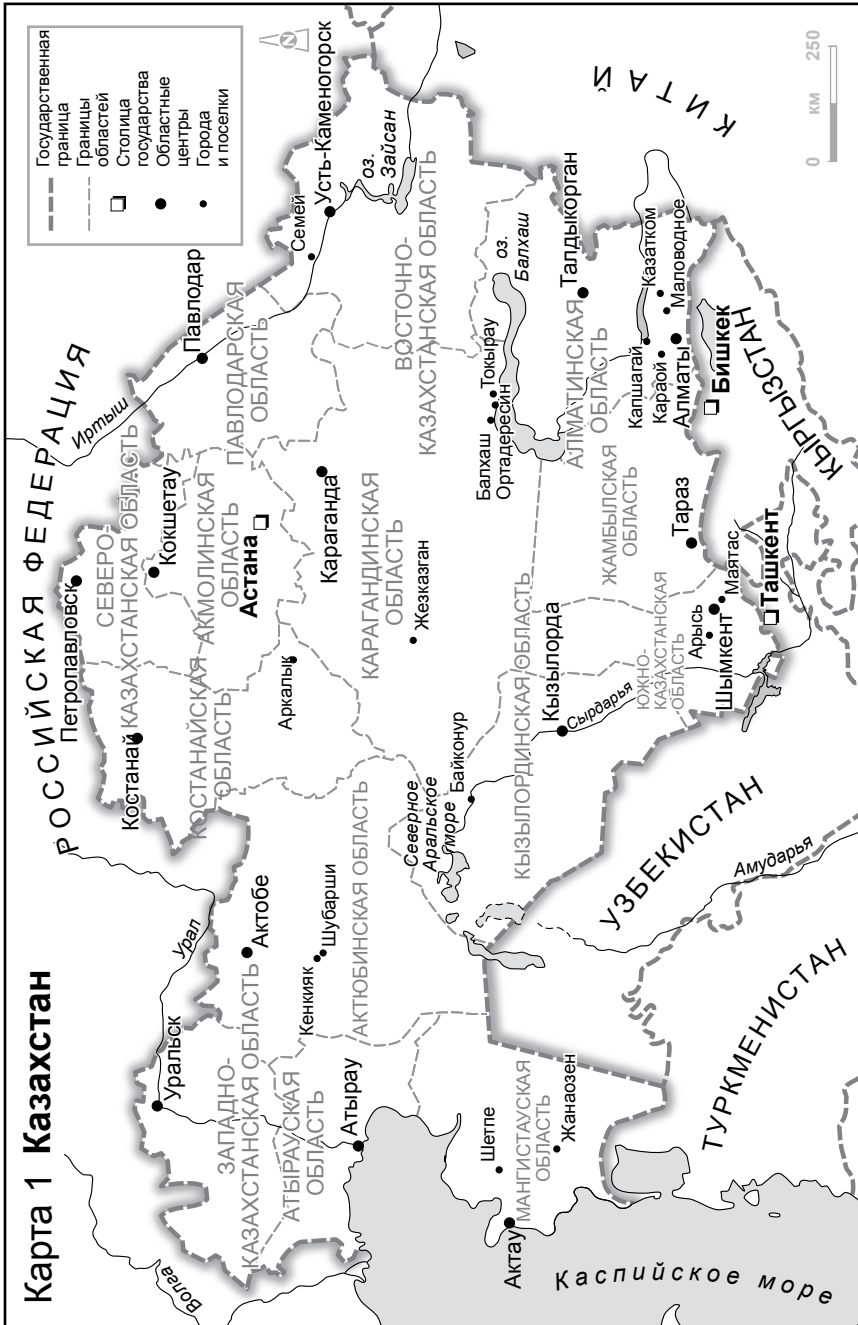 Карта 1 Казахстан
Государственная
граница
Границы
областей
Столица
государства
Областные
центры
Города
и поселки
N
РОССИЙСКАЯ ФЕДЕРАЦИЯ
Волга
Урал
Иртыш
Уральск
ЗАПАДНО-
КАЗАХСТАНСКАЯ ОБЛАСТЬ
Актобе
Костанай
Петропавловск
СЕВЕРО-
КАЗАХСТАНСКАЯ ОБЛАСТЬ
Кокшетау
КОСТАНАЙСКАЯ
ОБЛАСТЬ
АКМОЛИНСКАЯ
ОБЛАСТЬ
Астана
Павлодар
ПАВЛОДАРСКАЯ
ОБЛАСТЬ
Семей
Усть-Каменогорск
оз.
Зайсан
АТЫРАУСКАЯ
ОБЛАСТЬ
Атырау
Кенкияк
Шубарши
АКТЮБИНСКАЯ ОБЛАСТЬ
Аркалык
Караганда
КАРАГАНДИНСКАЯ
ОБЛАСТЬ
Жезказган
ВОСТОЧНО-
КАЗАХСТАНСКАЯ ОБЛАСТЬ
Северное
Аральское
море
Байконур
Балхаш
Ортадересин
Токырау
оз.
Балхаш
Шетпе
МАНГИСТАУСКАЯ
ОБЛАСТЬ
Жанаозен
Актау
Каспийское море
КЫЗЫЛОРДИНСКАЯ ОБЛАСТЬ
Кызылорда
Сырдарья
ЖАМБЫЛСКАЯ
ОБЛАСТЬ
АЛМАТИНСКАЯ
ОБЛАСТЬ
Талдыкорган
КИТАЙ
ЮЖНО-
КАЗАХСТАНСКАЯ
ОБЛАСТЬ
Арысь
Шымкент
Маятас
Тараз
Капшагай
Караой
Алматы
Казатком
Маловодное
Бишкек
КЫРГЫЗСТАН
Ташкент
УЗБЕКИСТАН
Амударья
ТУРКМЕНИСТАН
0 КМ 250